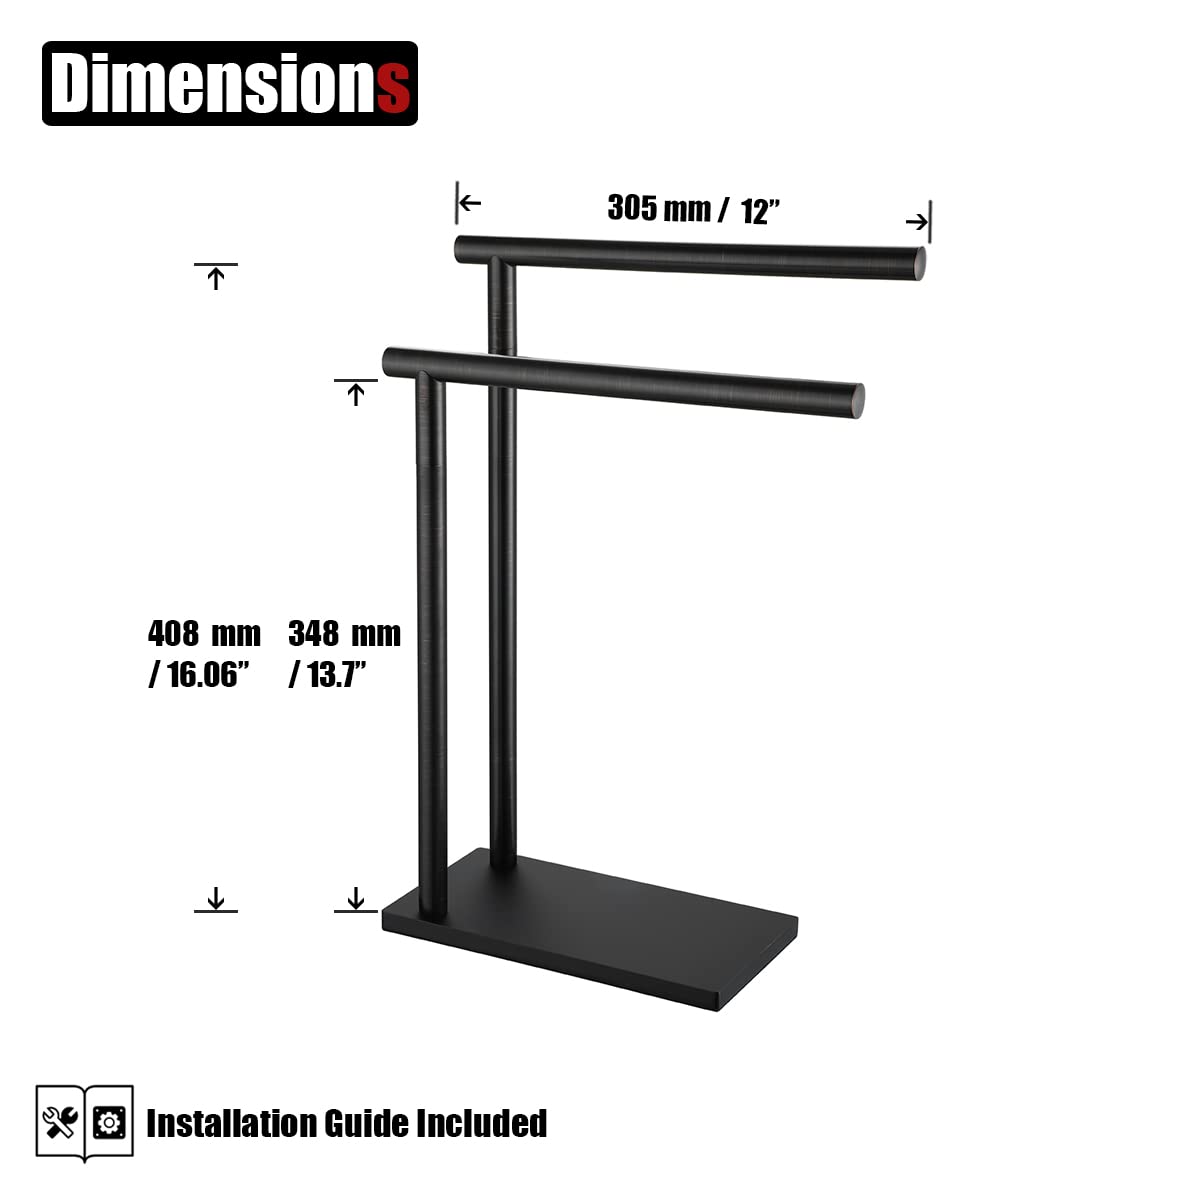 Dimensions
305 mm / 12”
408 mm
/ 16.06”
348 mm
/ 13.7”
Installation Guide Included